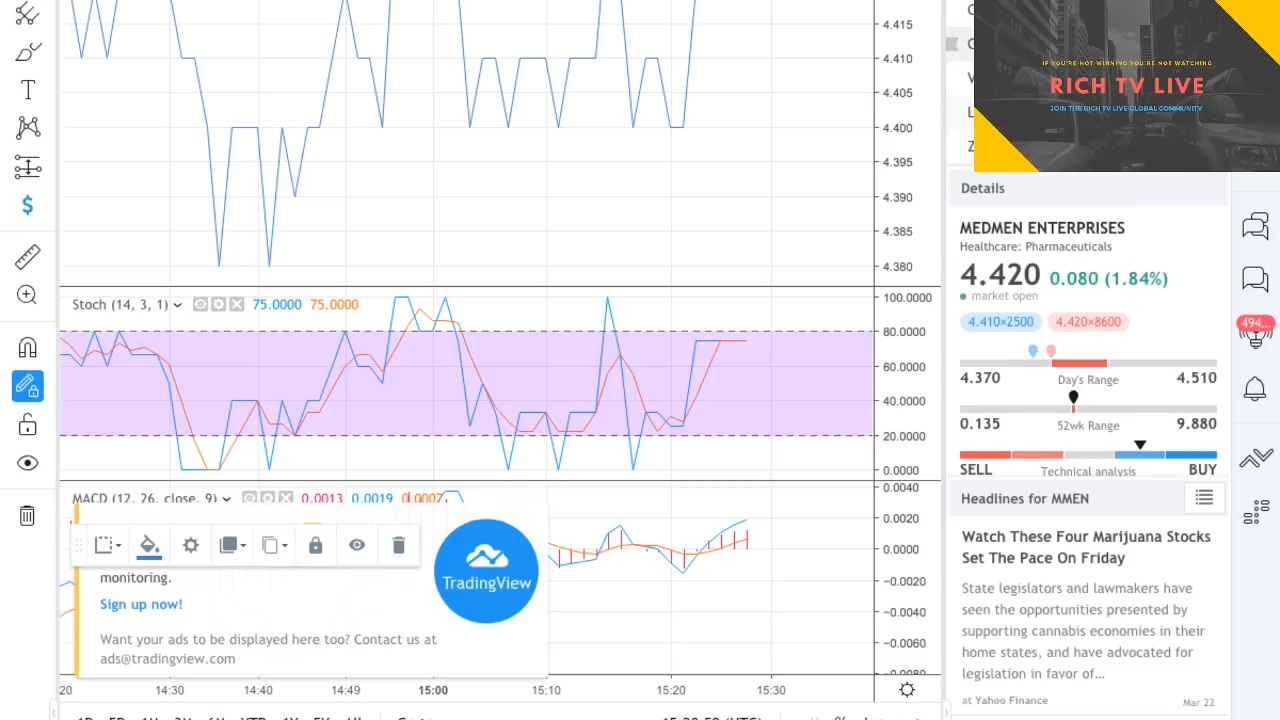 4.415
4.410
4.405
4.400
4.395
4.390
4.385
4.380
IF YOU'RE NOT WINNING YOU'RE NOT WATCHING
RICH TV LIVE
JOIN THE RICH TV LIVE GLOBAL COMMUNITY
Details
MEDMEN ENTERPRISES
Healthcare: Pharmaceuticals
4.420 0.080 (1.84%)
market open
4.410×2500 4.420×8600
4.370 Day's Range 4.510
0.135 52wk Range 9.880
SELL Technical analysis BUY
Headlines for MMEN
Watch These Four Marijuana Stocks
Set The Pace On Friday
State legislators and lawmakers have
seen the opportunities presented by
supporting cannabis economies in their
home states, and have advocated for
legislation in favor of...
at Yahoo Finance Mar 22
494...
Stoch (14, 3, 1) 75.0000 75.0000
100.0000
80.0000
60.0000
40.0000
20.0000
0.0000
MACD (12, 26, close, 9) 0.0013 0.0019 0.0007
0.0040
0.0020
0.0000
−0.0020
−0.0040
−0.0060
−0.0080
monitoring.
Sign up now!
Want your ads to be displayed here too? Contact us at
ads@tradingview.com
TradingView
:20 14:30 14:40 14:49 15:00 15:10 15:20 15:30